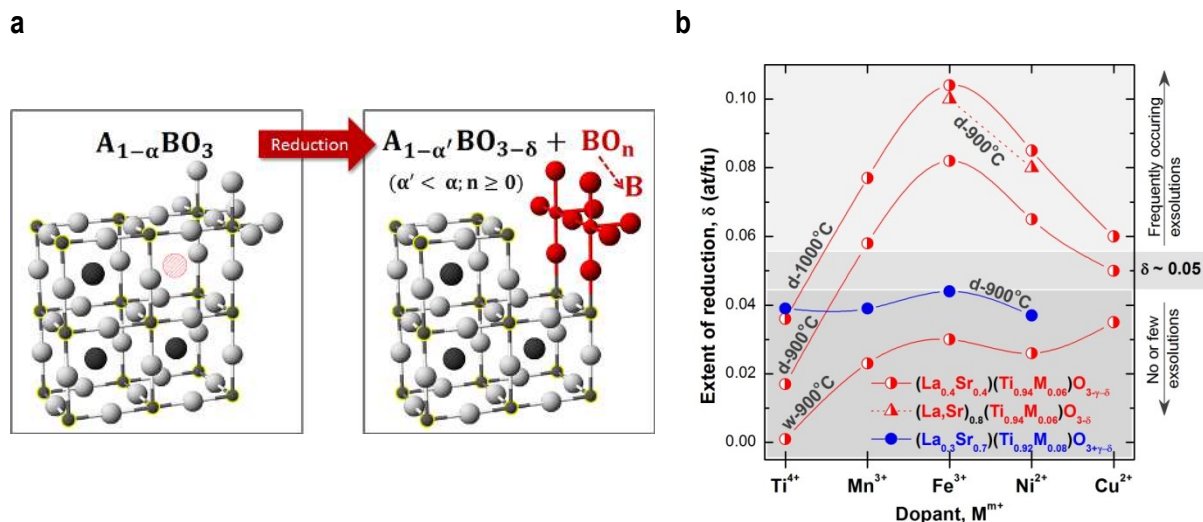 a
A₁₋αBO₃
Reduction
A₁₋α′BO₃₋δ + BOₙ
(α′ < α; n ≥ 0)
B
b
Extent of reduction, δ (at/fu)
0.10
0.08
0.06
0.04
0.02
0.00
d-1000°C
d-900°C
w-900°C
d-900°C
d-900°C
(La₀.₄Sr₀.₄)(Ti₀.₉₄M₀.₀₆)O₃₋γ₋δ
(La,Sr)₀.₈(Ti₀.₉₄M₀.₀₆)O₃₋δ
(La₀.₃Sr₀.₇)(Ti₀.₉₂M₀.₀₈)O₃₊γ₋δ
Ti⁴⁺ Mn³⁺ Fe³⁺ Ni²⁺ Cu²⁺
Dopant, Mᵐ⁺
Frequently occuring
exsolutions
δ ~ 0.05
No or few
exsolutions